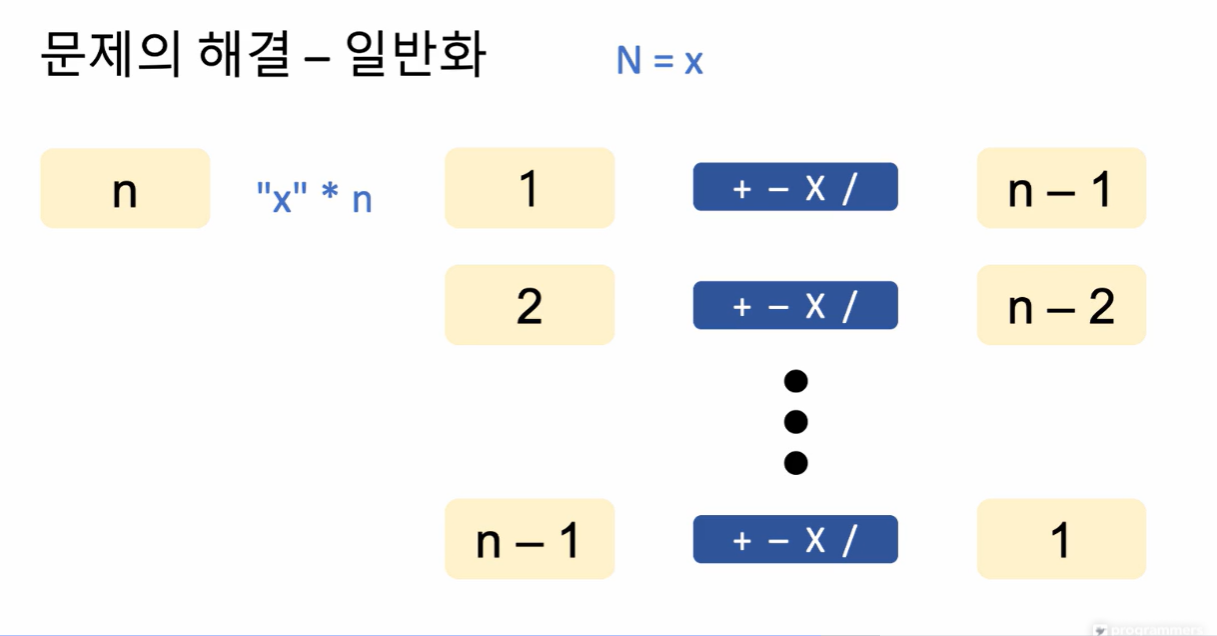 문제의 해결 – 일반화 N = x
n "x" * n 1 + – X / n – 1
2 + – X / n – 2
n – 1 + – X / 1
programmers